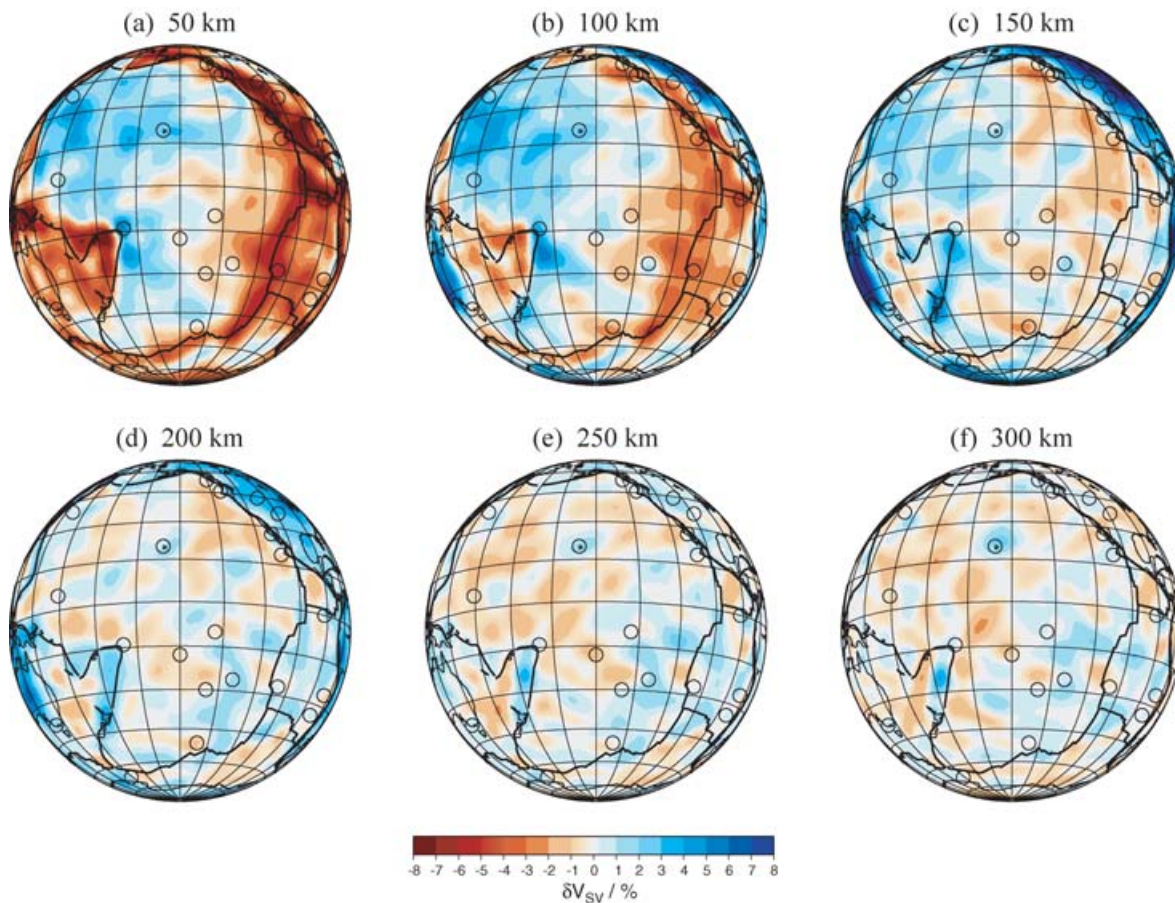 (a) 50 km
(b) 100 km
(c) 150 km
(d) 200 km
(e) 250 km
(f) 300 km
-8 -7 -6 -5 -4 -3 -2 -1 0 1 2 3 4 5 6 7 8
δVSV / %